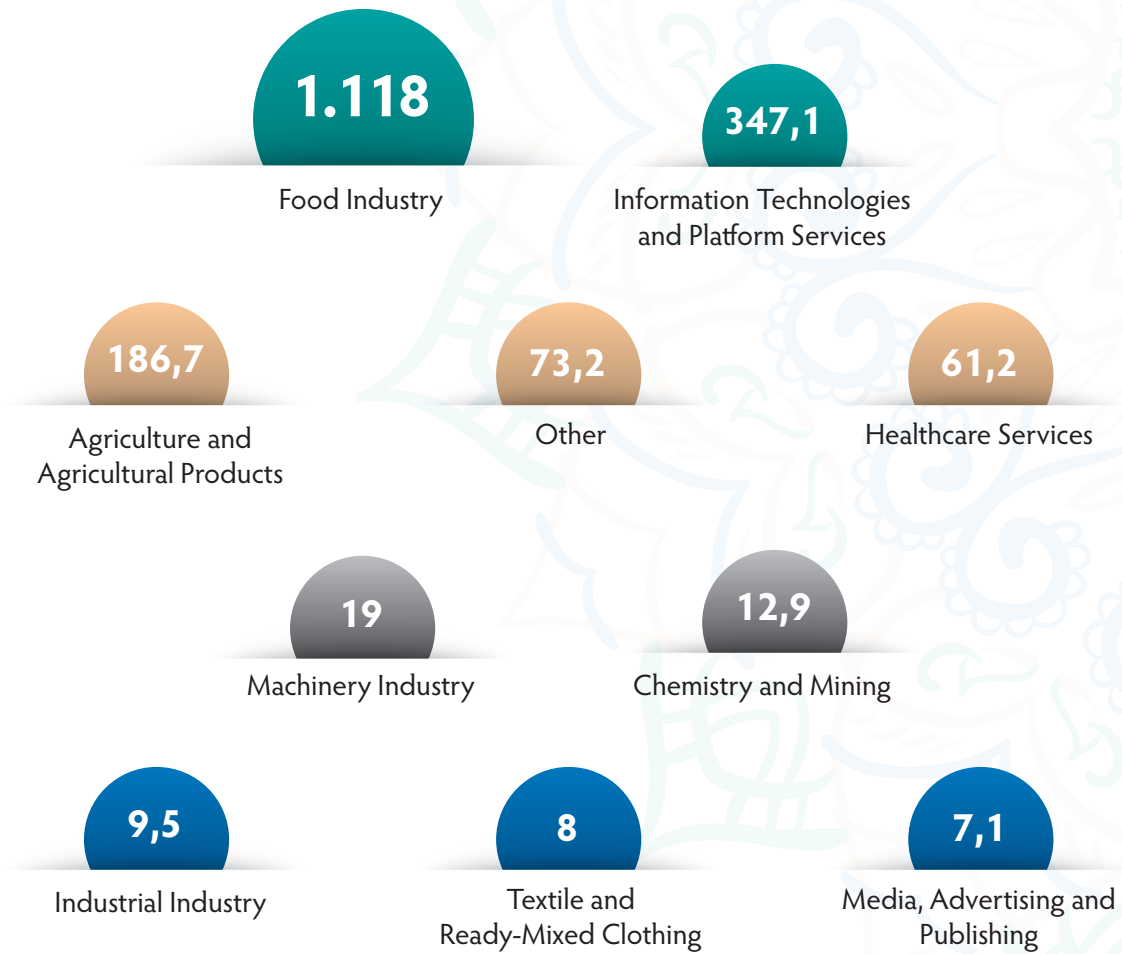 1.118
Food Industry
347,1
Information Technologies
and Platform Services
186,7
Agriculture and
Agricultural Products
73,2
Other
61,2
Healthcare Services
19
Machinery Industry
12,9
Chemistry and Mining
9,5
Industrial Industry
8
Textile and
Ready-Mixed Clothing
7,1
Media, Advertising and
Publishing